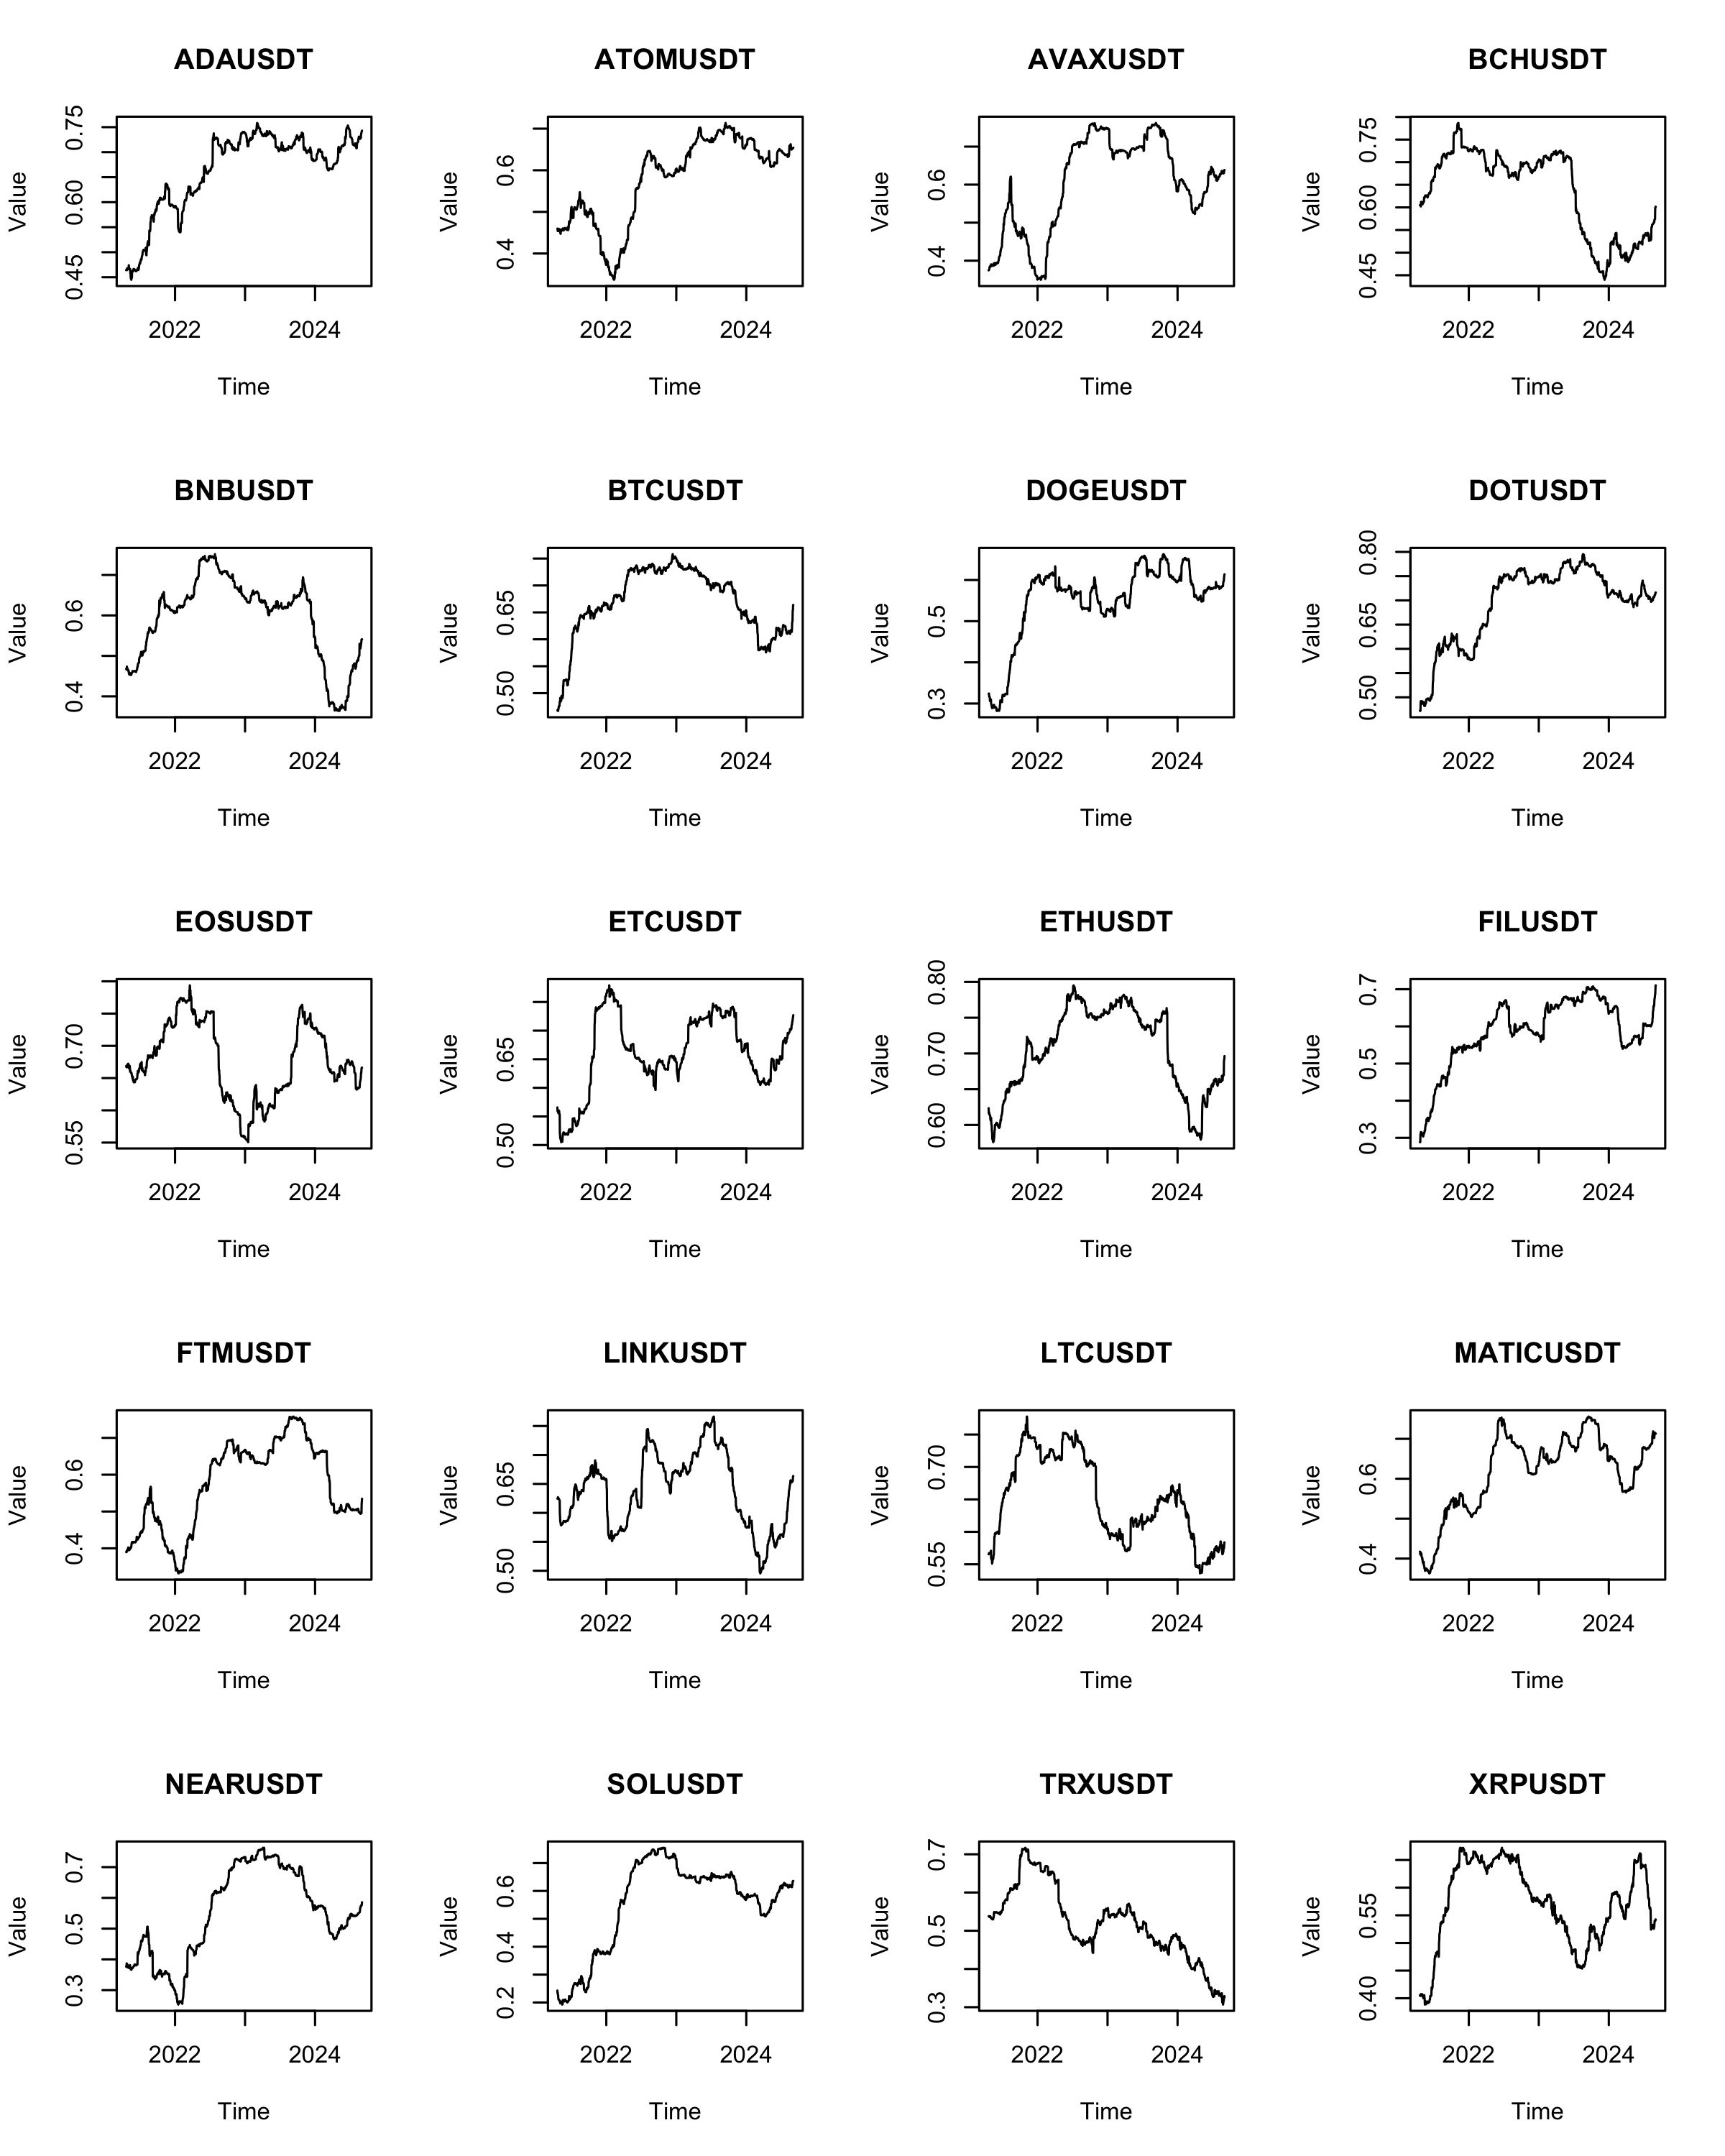 ADAUSDT
Value
0.45 0.60 0.75
2022 2024
Time
ATOMUSDT
Value
0.4 0.6
2022 2024
Time
AVAXUSDT
Value
0.4 0.6
2022 2024
Time
BCHUSDT
Value
0.45 0.60 0.75
2022 2024
Time
BNBUSDT
Value
0.4 0.6
2022 2024
Time
BTCUSDT
Value
0.50 0.65
2022 2024
Time
DOGEUSDT
Value
0.3 0.5
2022 2024
Time
DOTUSDT
Value
0.50 0.65 0.80
2022 2024
Time
EOSUSDT
Value
0.55 0.70
2022 2024
Time
ETCUSDT
Value
0.50 0.65
2022 2024
Time
ETHUSDT
Value
0.60 0.70 0.80
2022 2024
Time
FILUSDT
Value
0.3 0.5 0.7
2022 2024
Time
FTMUSDT
Value
0.4 0.6
2022 2024
Time
LINKUSDT
Value
0.50 0.65
2022 2024
Time
LTCUSDT
Value
0.55 0.70
2022 2024
Time
MATICUSDT
Value
0.4 0.6
2022 2024
Time
NEARUSDT
Value
0.3 0.5 0.7
2022 2024
Time
SOLUSDT
Value
0.2 0.4 0.6
2022 2024
Time
TRXUSDT
Value
0.3 0.5 0.7
2022 2024
Time
XRPUSDT
Value
0.40 0.55
2022 2024
Time